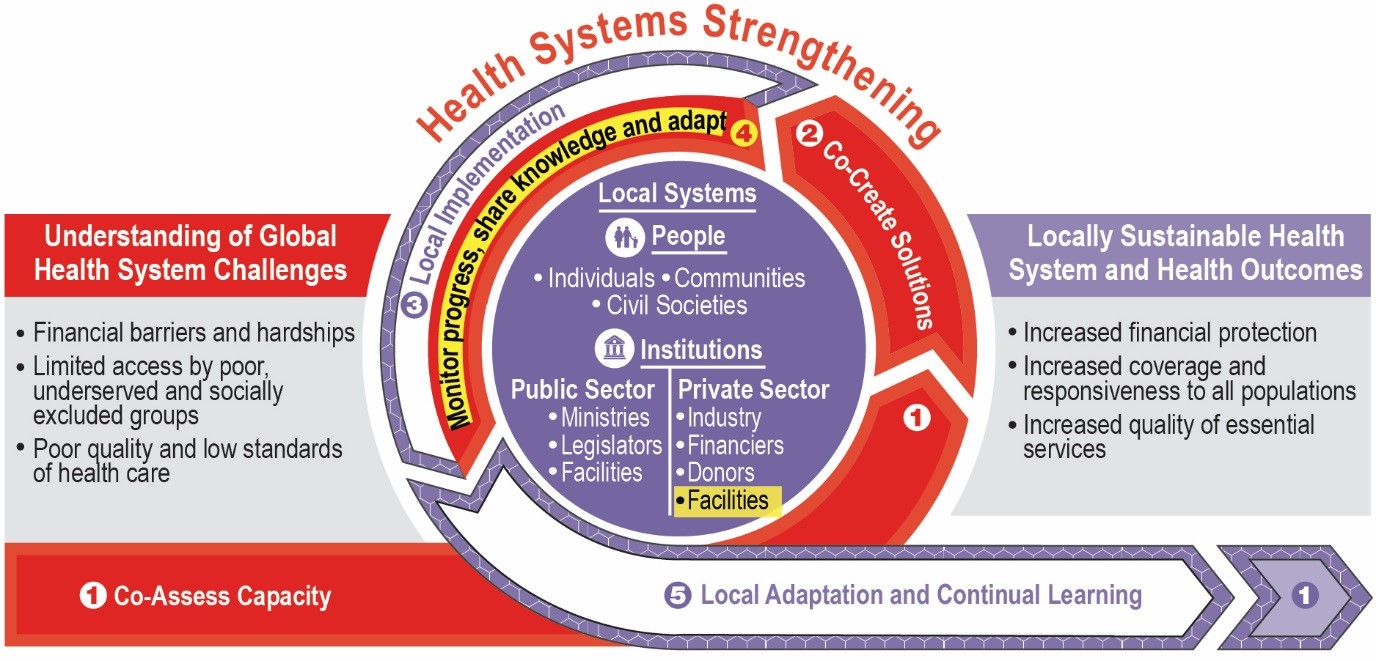 Health Systems Strengthening
Understanding of Global
Health System Challenges
• Financial barriers and hardships
• Limited access by poor,
underserved and socially
excluded groups
• Poor quality and low standards
of health care
1 Co-Assess Capacity
1
2 Co-Create Solutions
3 Local Implementation
Monitor progress, share knowledge and adapt 4
Local Systems
People
• Individuals • Communities
• Civil Societies
Institutions
Public Sector
• Ministries
• Legislators
• Facilities
Private Sector
• Industry
• Financiers
• Donors
• Facilities
5 Local Adaptation and Continual Learning
1
Locally Sustainable Health
System and Health Outcomes
• Increased financial protection
• Increased coverage and
responsiveness to all populations
• Increased quality of essential
services